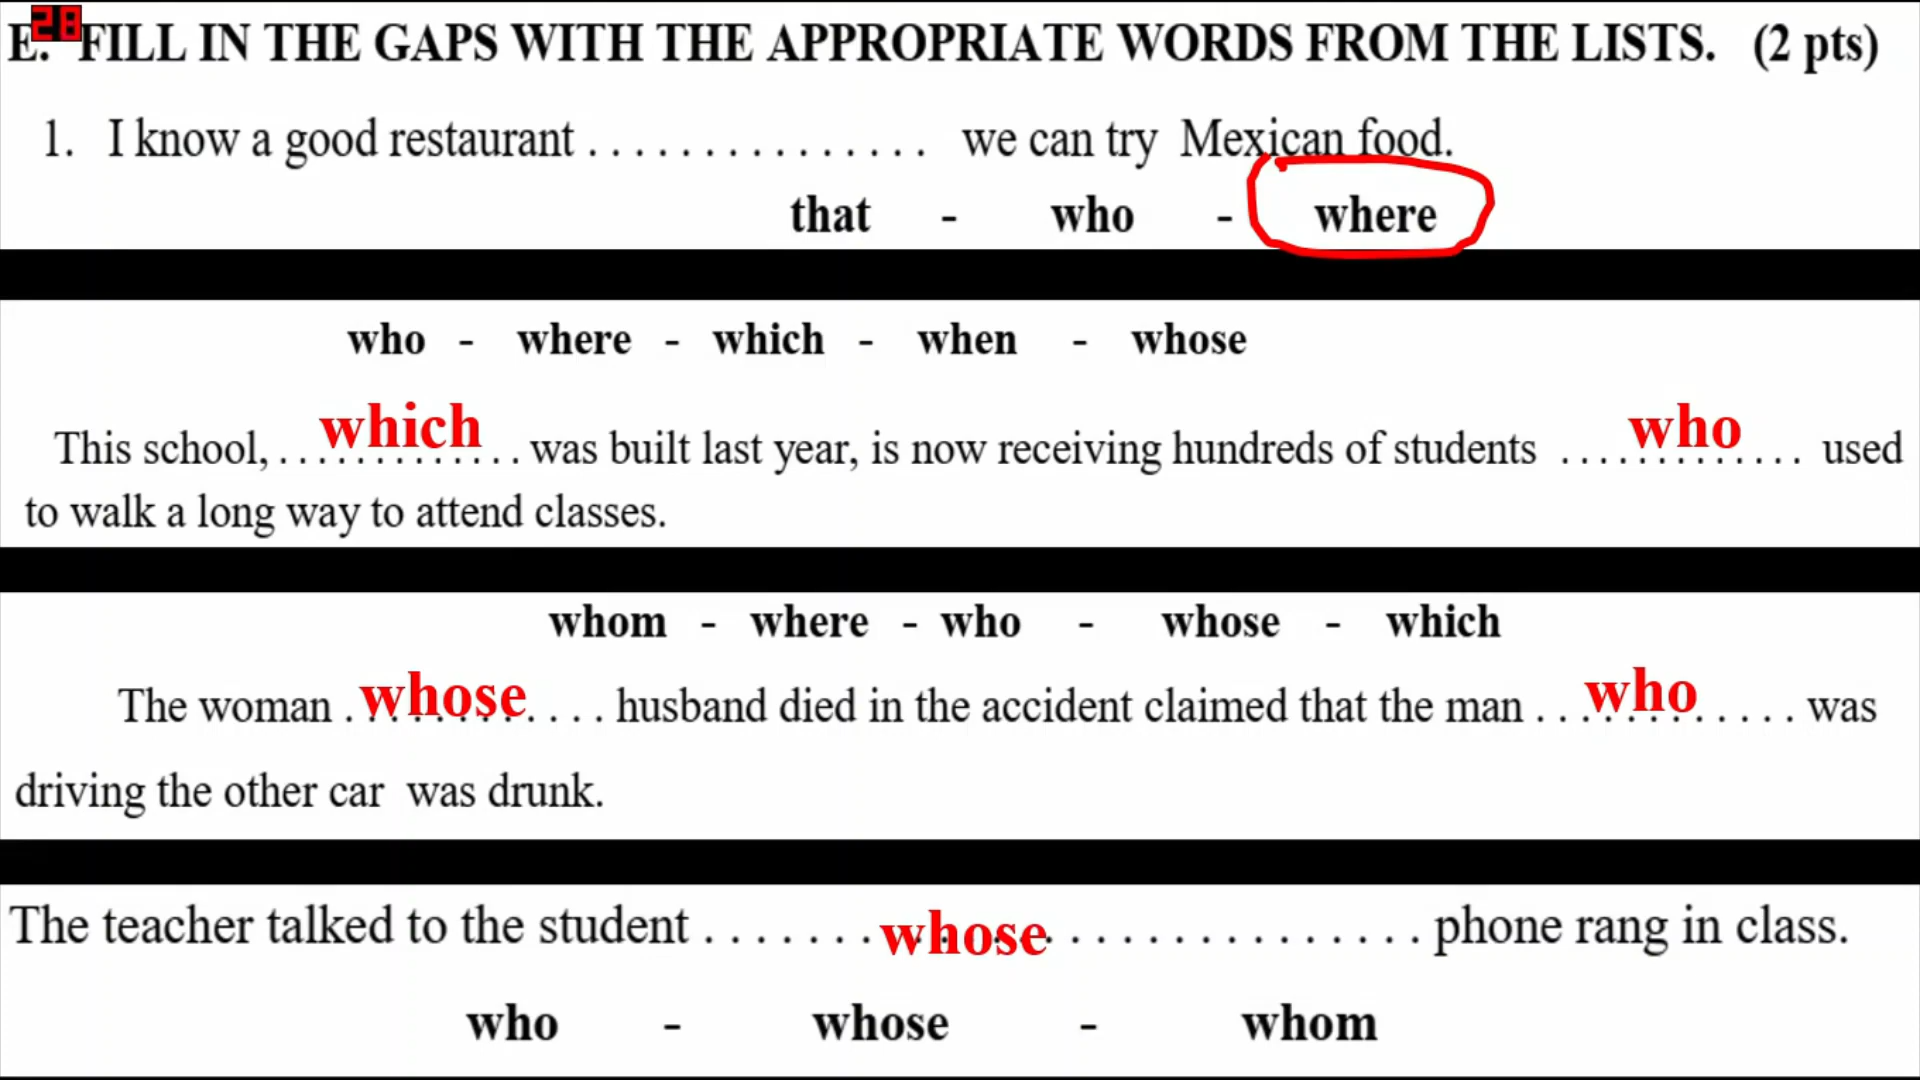 28
E. FILL IN THE GAPS WITH THE APPROPRIATE WORDS FROM THE LISTS. (2 pts)
1. I know a good restaurant . . . . . . . . . . . . . . . we can try Mexican food.
that - who - where
who - where - which - when - whose
This school, . . . which . . . was built last year, is now receiving hundreds of students . . . who . . . used
to walk a long way to attend classes.
whom - where - who - whose - which
The woman . whose . . . . husband died in the accident claimed that the man . . . who . . . . . was
driving the other car was drunk.
The teacher talked to the student . . . . . . . . whose . . . . . . . . . . . . . . . . phone rang in class.
who - whose - whom